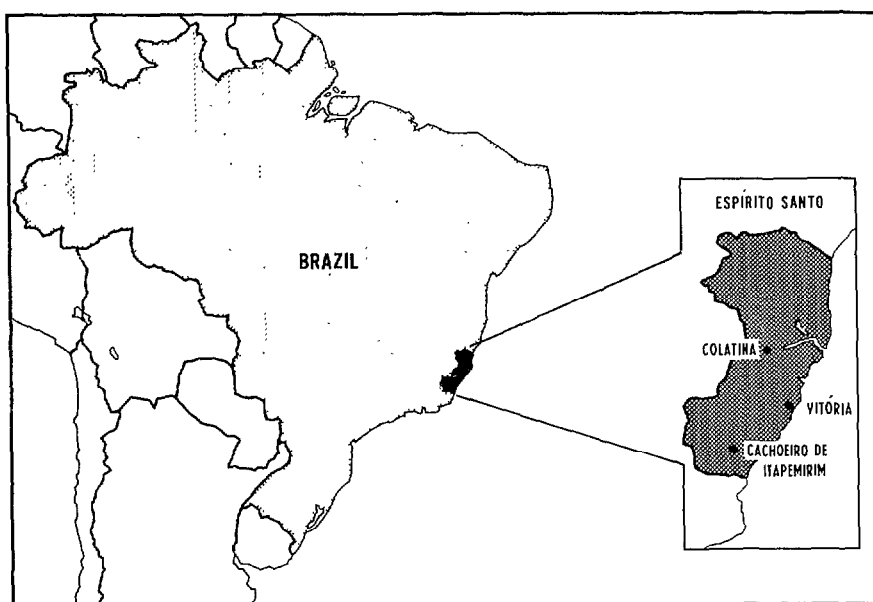 BRAZIL
ESPÍRITO SANTO
COLATINA
VITÓRIA
CACHOEIRO DE
ITAPEMIRIM